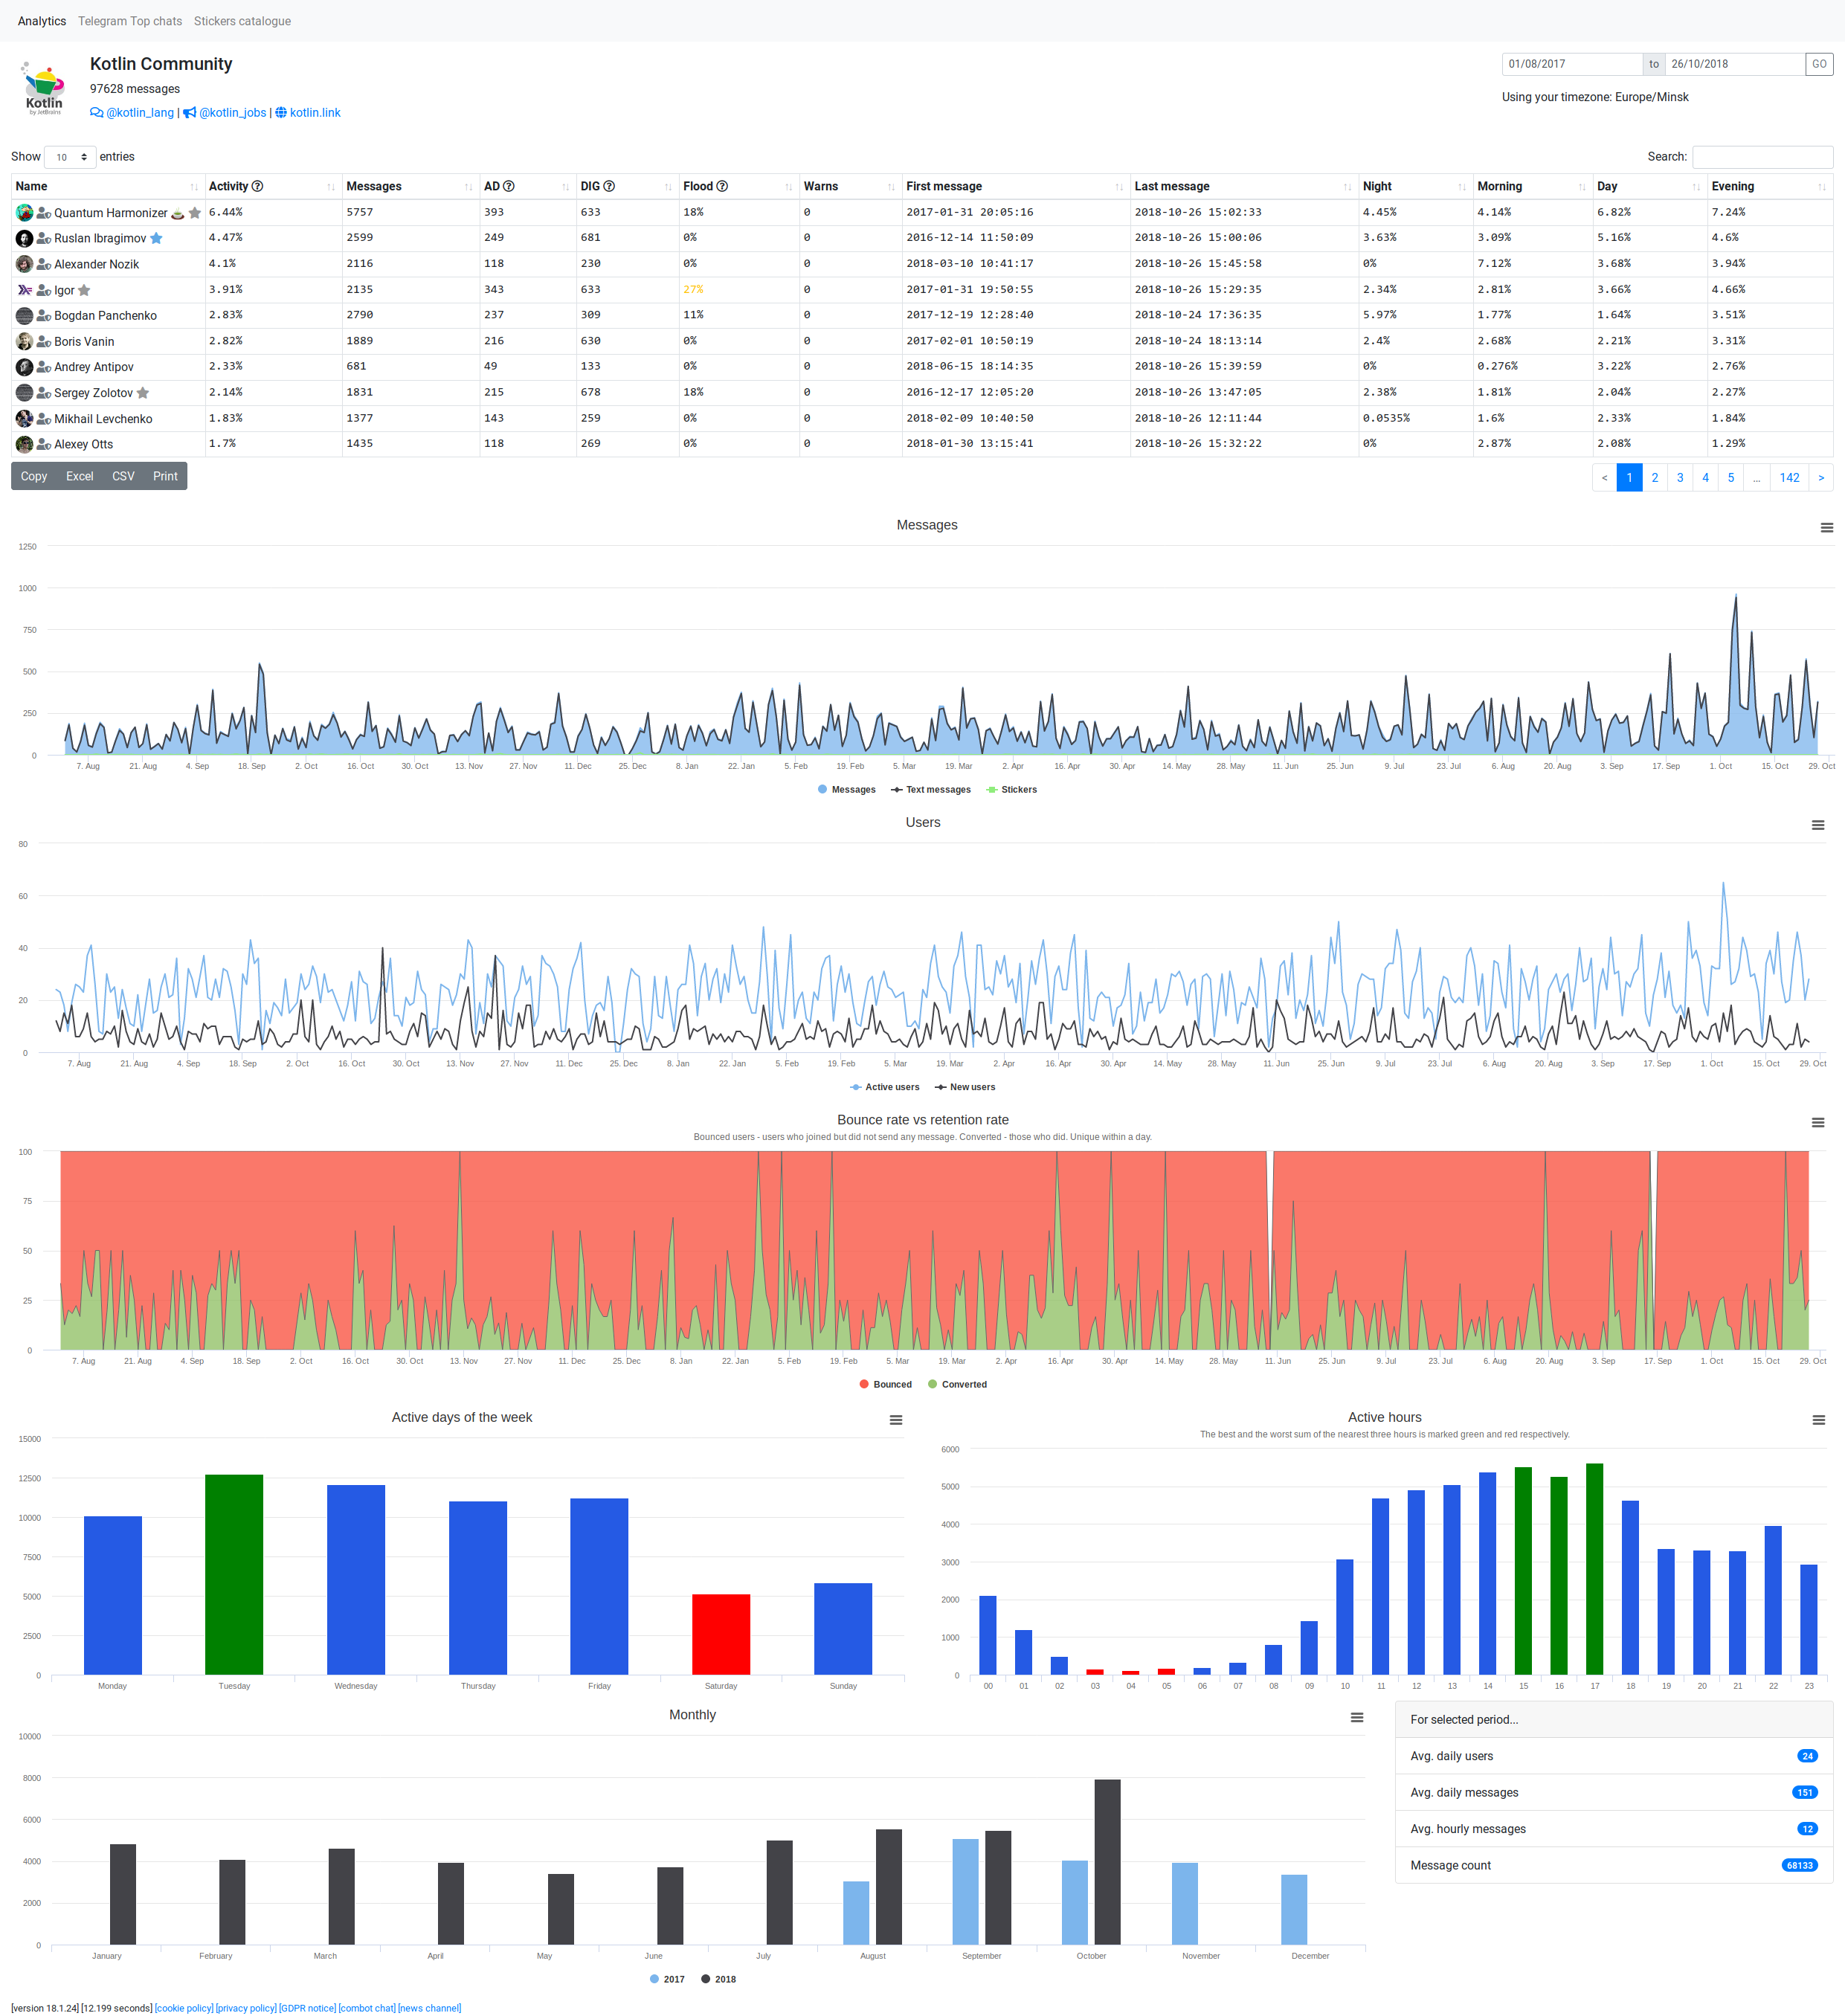 Analytics Telegram Top chats Stickers catalogue
Kotlin
by JetBrains
Kotlin Community
97628 messages
@kotlin_lang | @kotlin_jobs | kotlin.link
01/08/2017 to 26/10/2018 GO
Using your timezone: Europe/Minsk
Show 10 entries
Search:
Name Activity Messages AD DIG Flood Warns First message Last message Night Morning Day Evening
Quantum Harmonizer 6.44% 5757 393 633 18% 0 2017-01-31 20:05:16 2018-10-26 15:02:33 4.45% 4.14% 6.82% 7.24%
Ruslan Ibragimov 4.47% 2599 249 681 0% 0 2016-12-14 11:50:09 2018-10-26 15:00:06 3.63% 3.09% 5.16% 4.6%
Alexander Nozik 4.1% 2116 118 230 0% 0 2018-03-10 10:41:17 2018-10-26 15:45:58 0% 7.12% 3.68% 3.94%
Igor 3.91% 2135 343 633 27% 0 2017-01-31 19:50:55 2018-10-26 15:29:35 2.34% 2.81% 3.66% 4.66%
Bogdan Panchenko 2.83% 2790 237 309 11% 0 2017-12-19 12:28:40 2018-10-24 17:36:35 5.97% 1.77% 1.64% 3.51%
Boris Vanin 2.82% 1889 216 630 0% 0 2017-02-01 10:50:19 2018-10-24 18:13:14 2.4% 2.68% 2.21% 3.31%
Andrey Antipov 2.33% 681 49 133 0% 0 2018-06-15 18:14:35 2018-10-26 15:39:59 0% 0.276% 3.22% 2.76%
Sergey Zolotov 2.14% 1831 215 678 18% 0 2016-12-17 12:05:20 2018-10-26 13:47:05 2.38% 1.81% 2.04% 2.27%
Mikhail Levchenko 1.83% 1377 143 259 0% 0 2018-02-09 10:40:50 2018-10-26 12:11:44 0.0535% 1.6% 2.33% 1.84%
Alexey Otts 1.7% 1435 118 269 0% 0 2018-01-30 13:15:41 2018-10-26 15:32:22 0% 2.87% 2.08% 1.29%
Copy Excel CSV Print
< 1 2 3 4 5 … 142 >
Messages
1250
1000
750
500
250
0
7. Aug 21. Aug 4. Sep 18. Sep 2. Oct 16. Oct 30. Oct 13. Nov 27. Nov 11. Dec 25. Dec 8. Jan 22. Jan 5. Feb 19. Feb 5. Mar 19. Mar 2. Apr 16. Apr 30. Apr 14. May 28. May 11. Jun 25. Jun 9. Jul 23. Jul 6. Aug 20. Aug 3. Sep 17. Sep 1. Oct 15. Oct 29. Oct
Messages Text messages Stickers
Users
80
60
40
20
0
7. Aug 21. Aug 4. Sep 18. Sep 2. Oct 16. Oct 30. Oct 13. Nov 27. Nov 11. Dec 25. Dec 8. Jan 22. Jan 5. Feb 19. Feb 5. Mar 19. Mar 2. Apr 16. Apr 30. Apr 14. May 28. May 11. Jun 25. Jun 9. Jul 23. Jul 6. Aug 20. Aug 3. Sep 17. Sep 1. Oct 15. Oct 29. Oct
Active users New users
Bounce rate vs retention rate
Bounced users - users who joined but did not send any message. Converted - those who did. Unique within a day.
100
75
50
25
0
7. Aug 21. Aug 4. Sep 18. Sep 2. Oct 16. Oct 30. Oct 13. Nov 27. Nov 11. Dec 25. Dec 8. Jan 22. Jan 5. Feb 19. Feb 5. Mar 19. Mar 2. Apr 16. Apr 30. Apr 14. May 28. May 11. Jun 25. Jun 9. Jul 23. Jul 6. Aug 20. Aug 3. Sep 17. Sep 1. Oct 15. Oct 29. Oct
Bounced Converted
Active days of the week
15000
12500
10000
7500
5000
2500
0
Monday Tuesday Wednesday Thursday Friday Saturday Sunday
Active hours
The best and the worst sum of the nearest three hours is marked green and red respectively.
6000
5000
4000
3000
2000
1000
0
00 01 02 03 04 05 06 07 08 09 10 11 12 13 14 15 16 17 18 19 20 21 22 23
Monthly
10000
8000
6000
4000
2000
0
January February March April May June July August September October November December
2017 2018
For selected period...
Avg. daily users 24
Avg. daily messages 151
Avg. hourly messages 12
Message count 68133
[version 18.1.24] [12.199 seconds] [cookie policy] [privacy policy] [GDPR notice] [combot chat] [news channel]